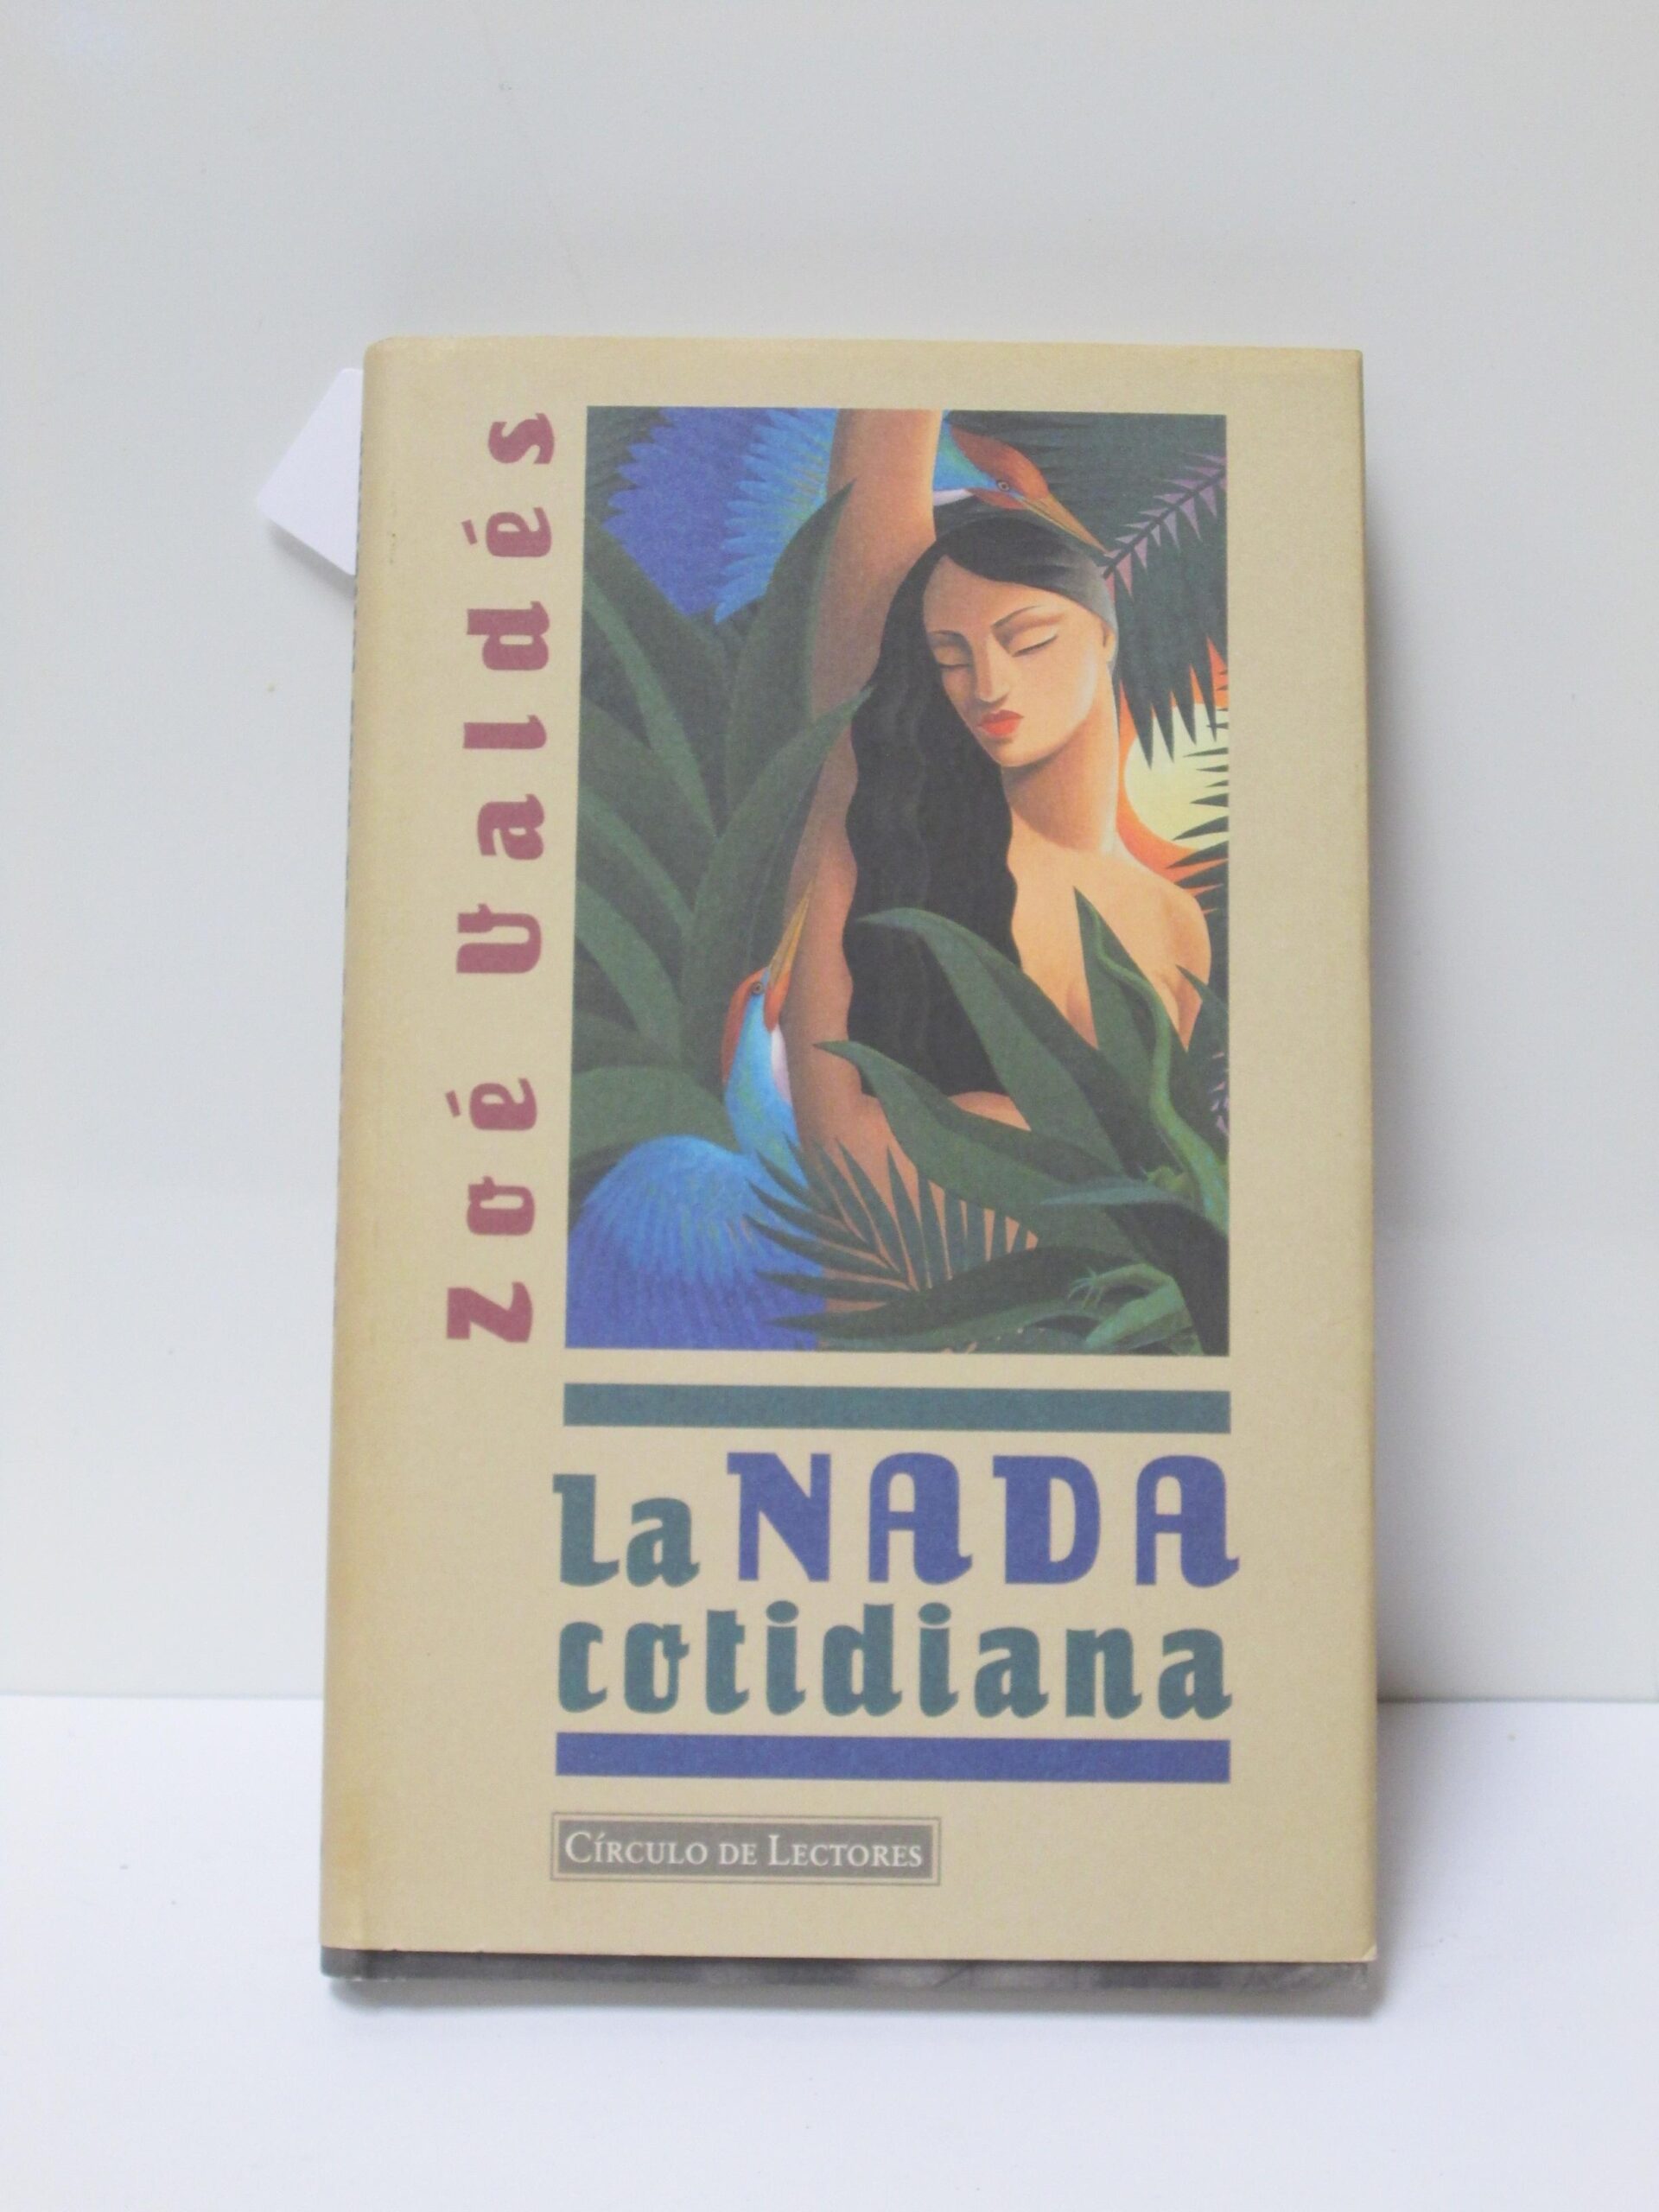 Zoé Valdés
La NADA
cotidiana
CÍRCULO DE LECTORES